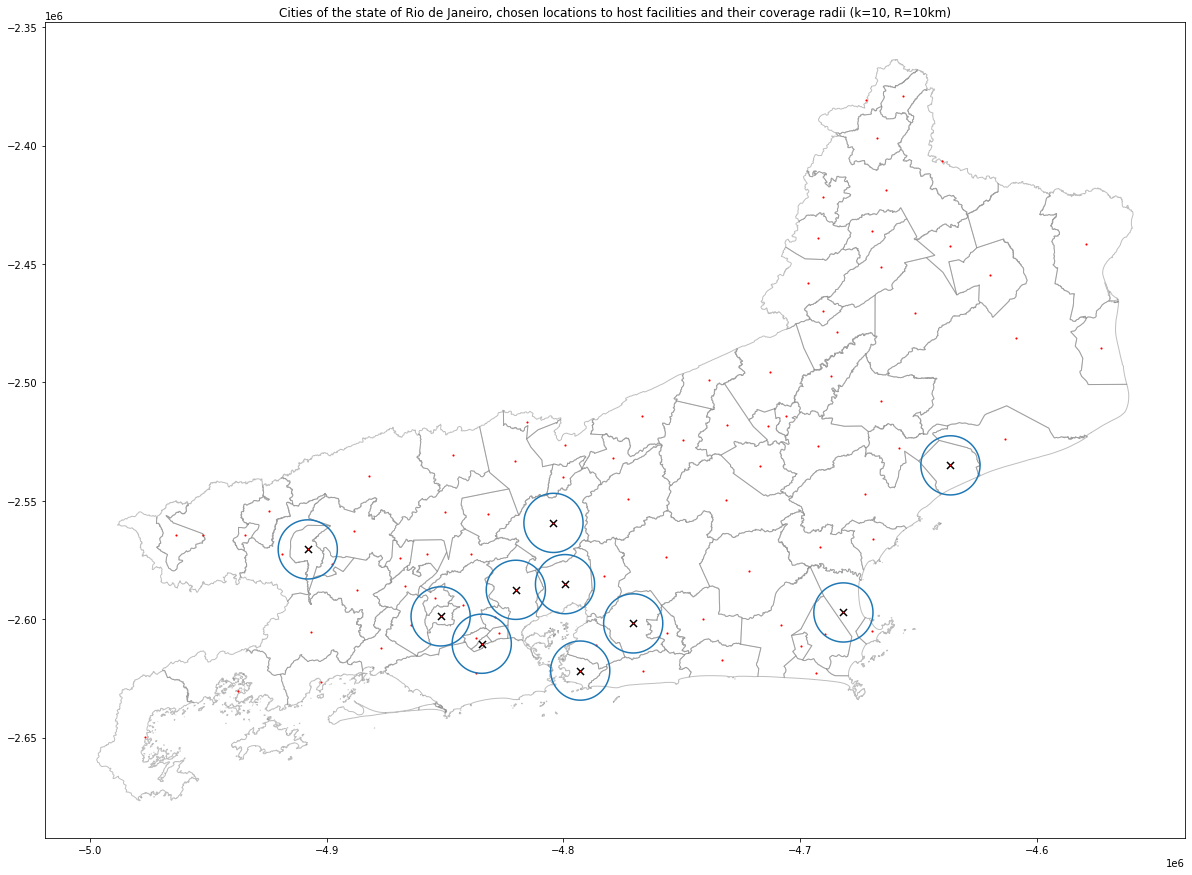 Cities of the state of Rio de Janeiro, chosen locations to host facilities and their coverage radii (k=10, R=10km)
1e6
−2.35
−2.40
−2.45
−2.50
−2.55
−2.60
−2.65
−5.0 −4.9 −4.8 −4.7 −4.6
1e6